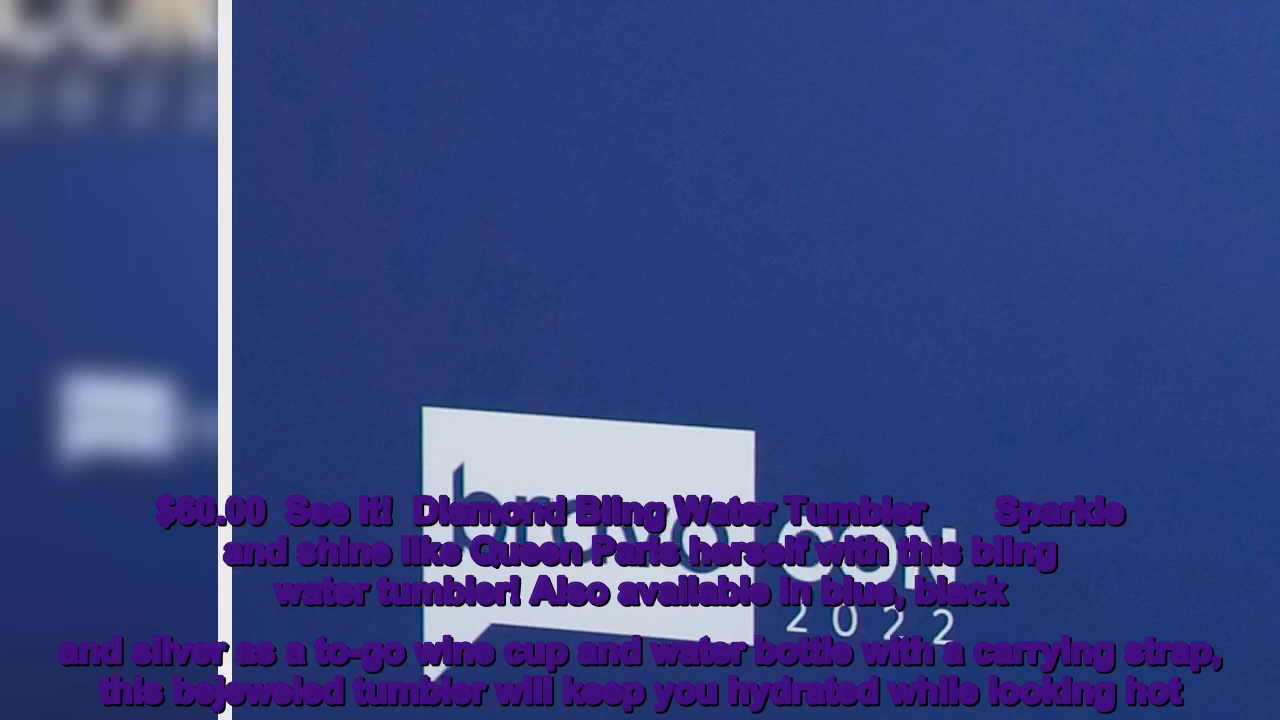 bravo CON
2022
$60.00 See It! Diamond Bling Water Tumbler Sparkle
and shine like Queen Paris herself with this bling
water tumbler! Also available in blue, black
and silver as a to-go wine cup and water bottle with a carrying strap,
this bejeweled tumbler will keep you hydrated while looking hot